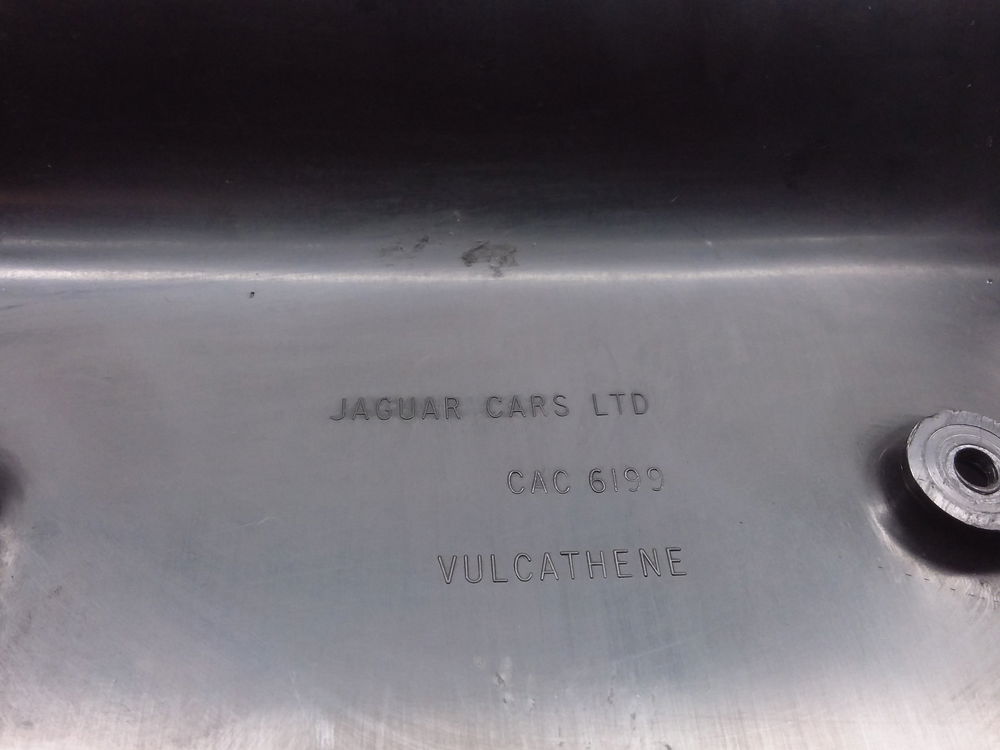 JAGUAR CARS LTD
CAC 6199
VULCATHENE